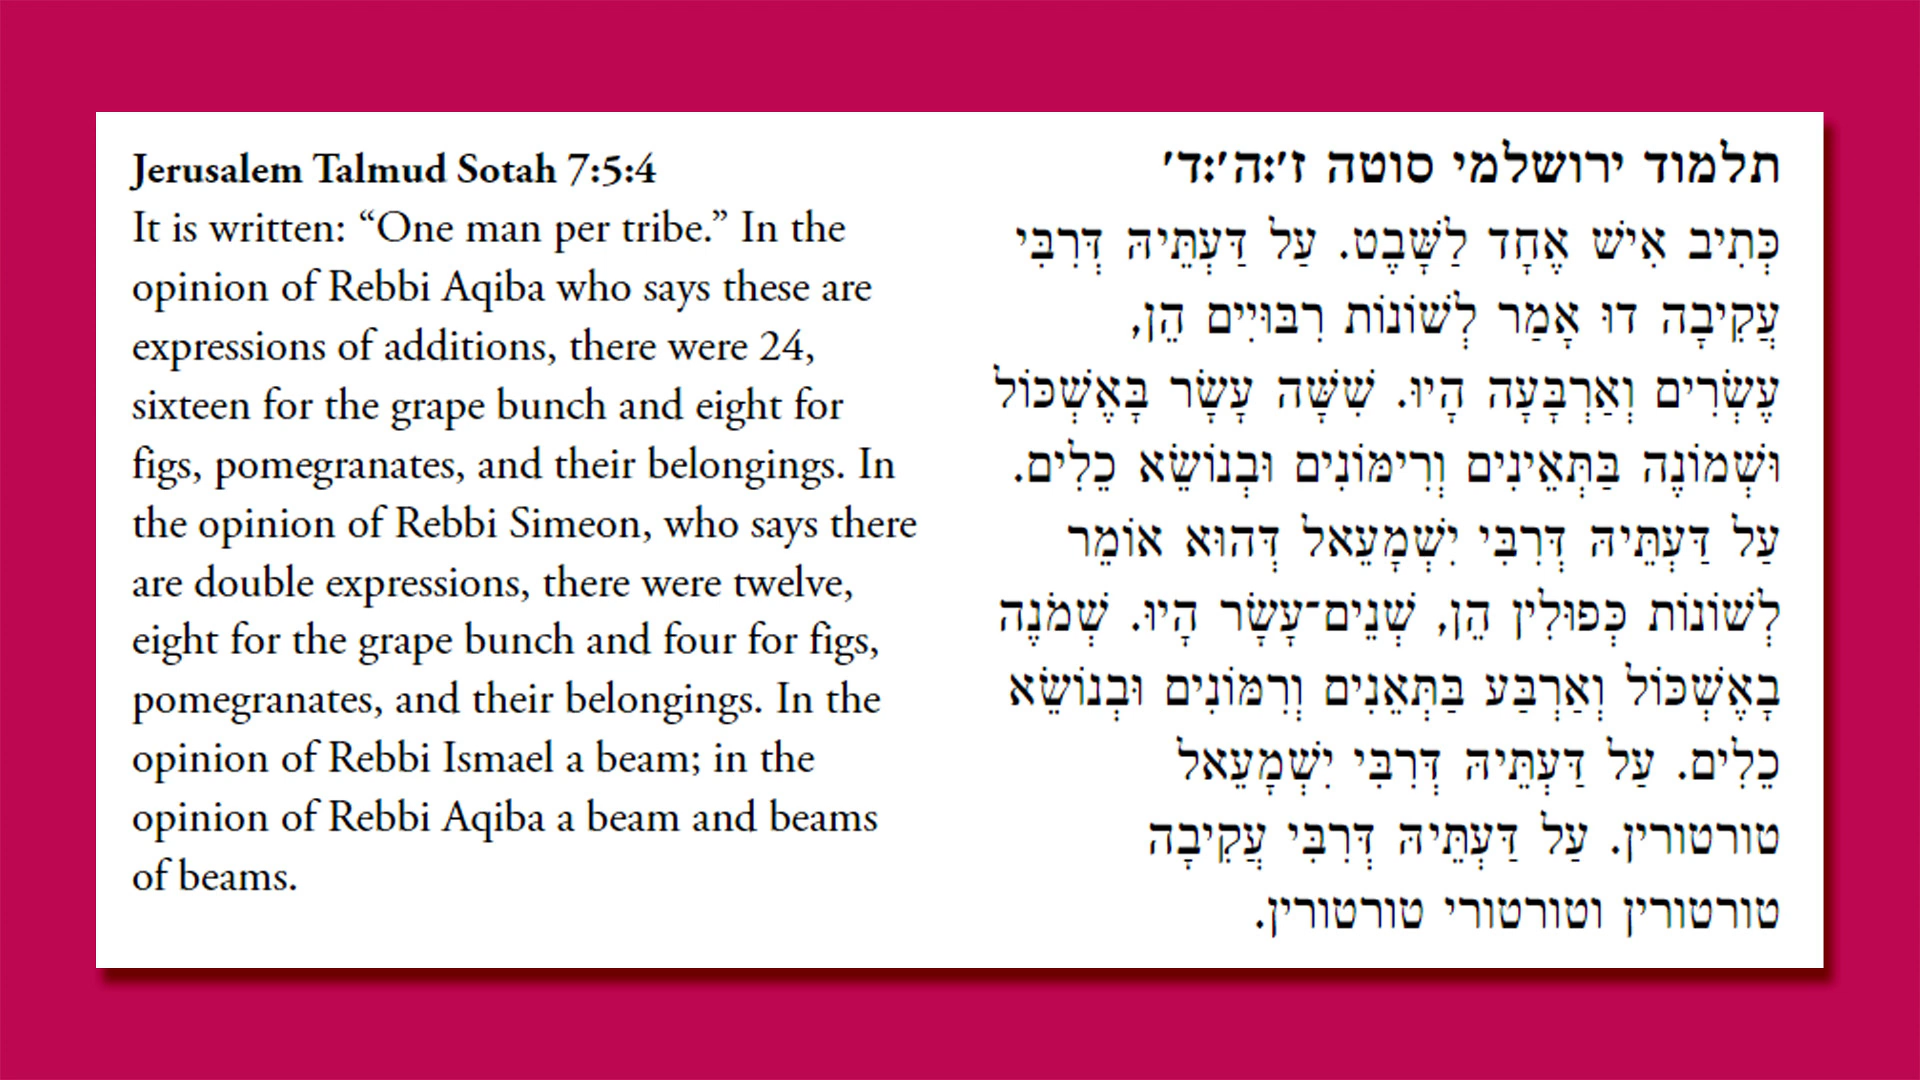 Jerusalem Talmud Sotah 7:5:4
It is written: “One man per tribe.” In the
opinion of Rebbi Aqiba who says these are
expressions of additions, there were 24,
sixteen for the grape bunch and eight for
figs, pomegranates, and their belongings. In
the opinion of Rebbi Simeon, who says there
are double expressions, there were twelve,
eight for the grape bunch and four for figs,
pomegranates, and their belongings. In the
opinion of Rebbi Ismael a beam; in the
opinion of Rebbi Aqiba a beam and beams
of beams.
תלמוד ירושלמי סוטה ז׳:ה׳:ד׳
כְּתִיב אִישׁ אֶחָד לַשָּׁבֶט. עַל דַּעְתֵּיהּ דְּרִבִּי
עֲקִיבָה דוּ אָמַר לְשׁוֹנוֹת רִבּוּיִים הֵן,
עֶשְׂרִים וְאַרְבָּעָה הָיוּ. שִׁשָּׁה עָשָׂר בָּאֶשְׁכּוֹל
וּשְׁמוֹנֶה בַּתְּאֵינִים וְרִימּוֹנִים וּבְנוֹשֵׂא כֵלִים.
עַל דַּעְתֵּיהּ דְּרִבִּי יִשְׁמָעֵאל דְּהוּא אוֹמֵר
לְשׁוֹנוֹת כְּפוּלִין הֵן, שְׁנֵים־עָשָׂר הָיוּ. שְׁמֹנֶה
בָאֶשְׁכּוֹל וְאַרְבַּע בַּתְּאֵנִים וְרִמּוֹנִים וּבְנוֹשֵׂא
כֵלִים. עַל דַּעְתֵּיהּ דְּרִבִּי יִשְׁמָעֵאל
טורטורין. עַל דַּעְתֵּיהּ דְּרִבִּי עֲקִיבָה
טורטורין וטורטורי טורטורין.